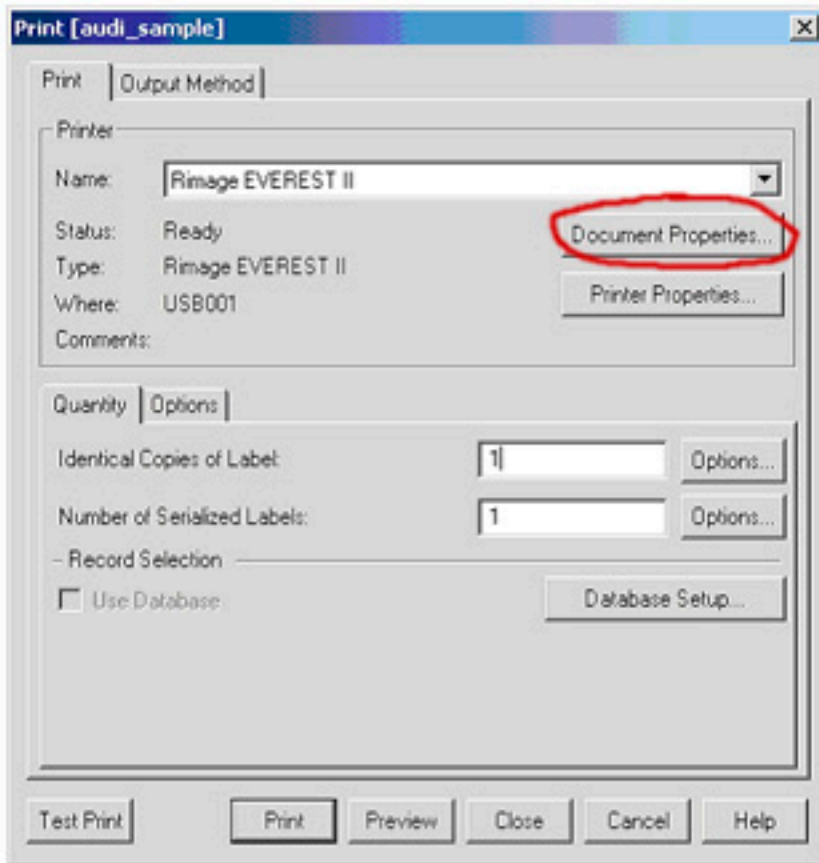 Print [audi_sample]
Print Output Method
Printer
Name: Rimage EVEREST II
Status: Ready Document Properties...
Type: Rimage EVEREST II
Where: USB001 Printer Properties...
Comments:
Quantity Options
Identical Copies of Label: 1 Options...
Number of Serialized Labels: 1 Options...
Record Selection
Use Database Database Setup...
Test Print Print Preview Close Cancel Help